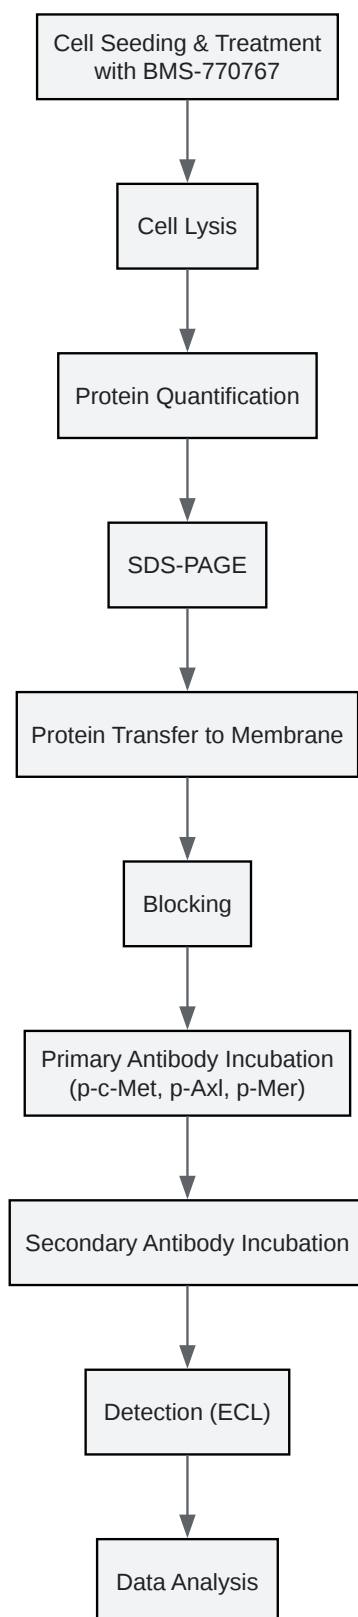 Cell Seeding & Treatment
with BMS-770767
Cell Lysis
Protein Quantification
SDS-PAGE
Protein Transfer to Membrane
Blocking
Primary Antibody Incubation
(p-c-Met, p-Axl, p-Mer)
Secondary Antibody Incubation
Detection (ECL)
Data Analysis